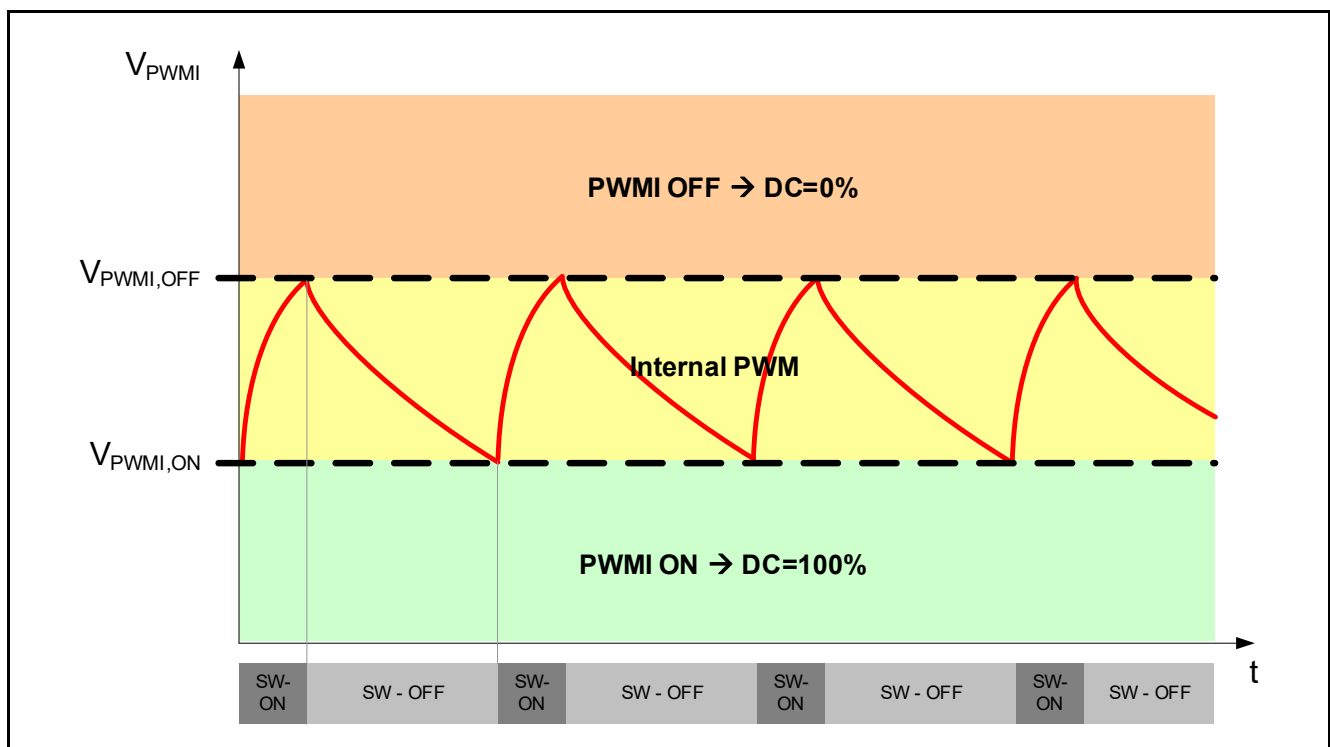 VPWMI
PWMI OFF → DC=0%
VPWMI,OFF
Internal PWM
VPWMI,ON
PWMI ON → DC=100%
t
SW-
ON
SW - OFF
SW-
ON
SW - OFF
SW-
ON
SW - OFF
SW-
ON
SW - OFF